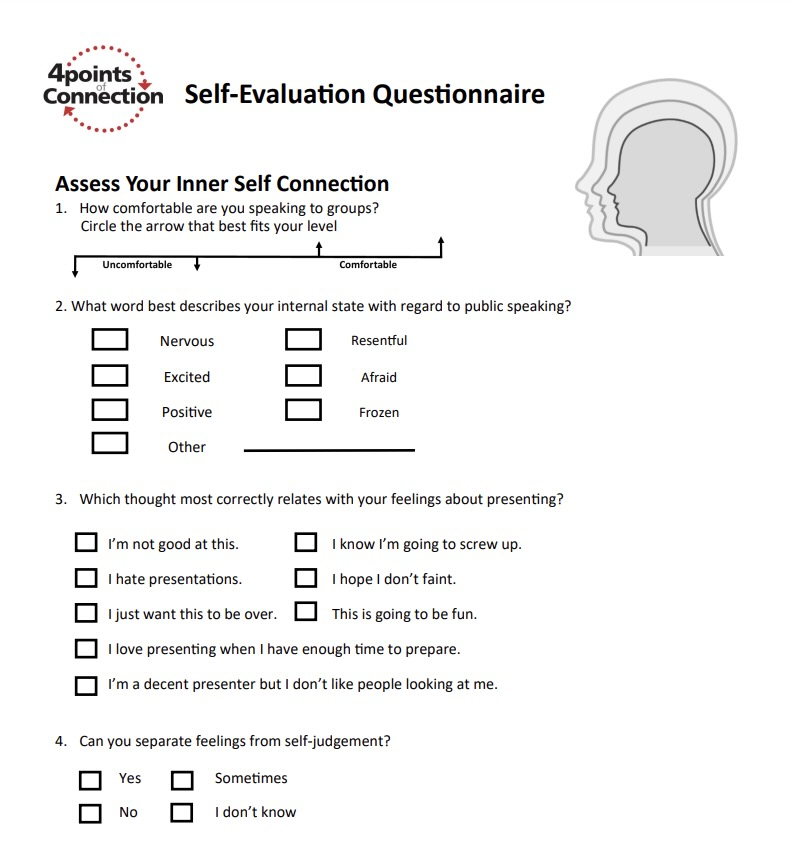 4points
of
Connection
Self-Evaluation Questionnaire
Assess Your Inner Self Connection
1. How comfortable are you speaking to groups?
Circle the arrow that best fits your level
Uncomfortable Comfortable
2. What word best describes your internal state with regard to public speaking?
Nervous Resentful
Excited Afraid
Positive Frozen
Other
3. Which thought most correctly relates with your feelings about presenting?
I'm not good at this. I know I'm going to screw up.
I hate presentations. I hope I don't faint.
I just want this to be over. This is going to be fun.
I love presenting when I have enough time to prepare.
I'm a decent presenter but I don't like people looking at me.
4. Can you separate feelings from self-judgement?
Yes Sometimes
No I don't know